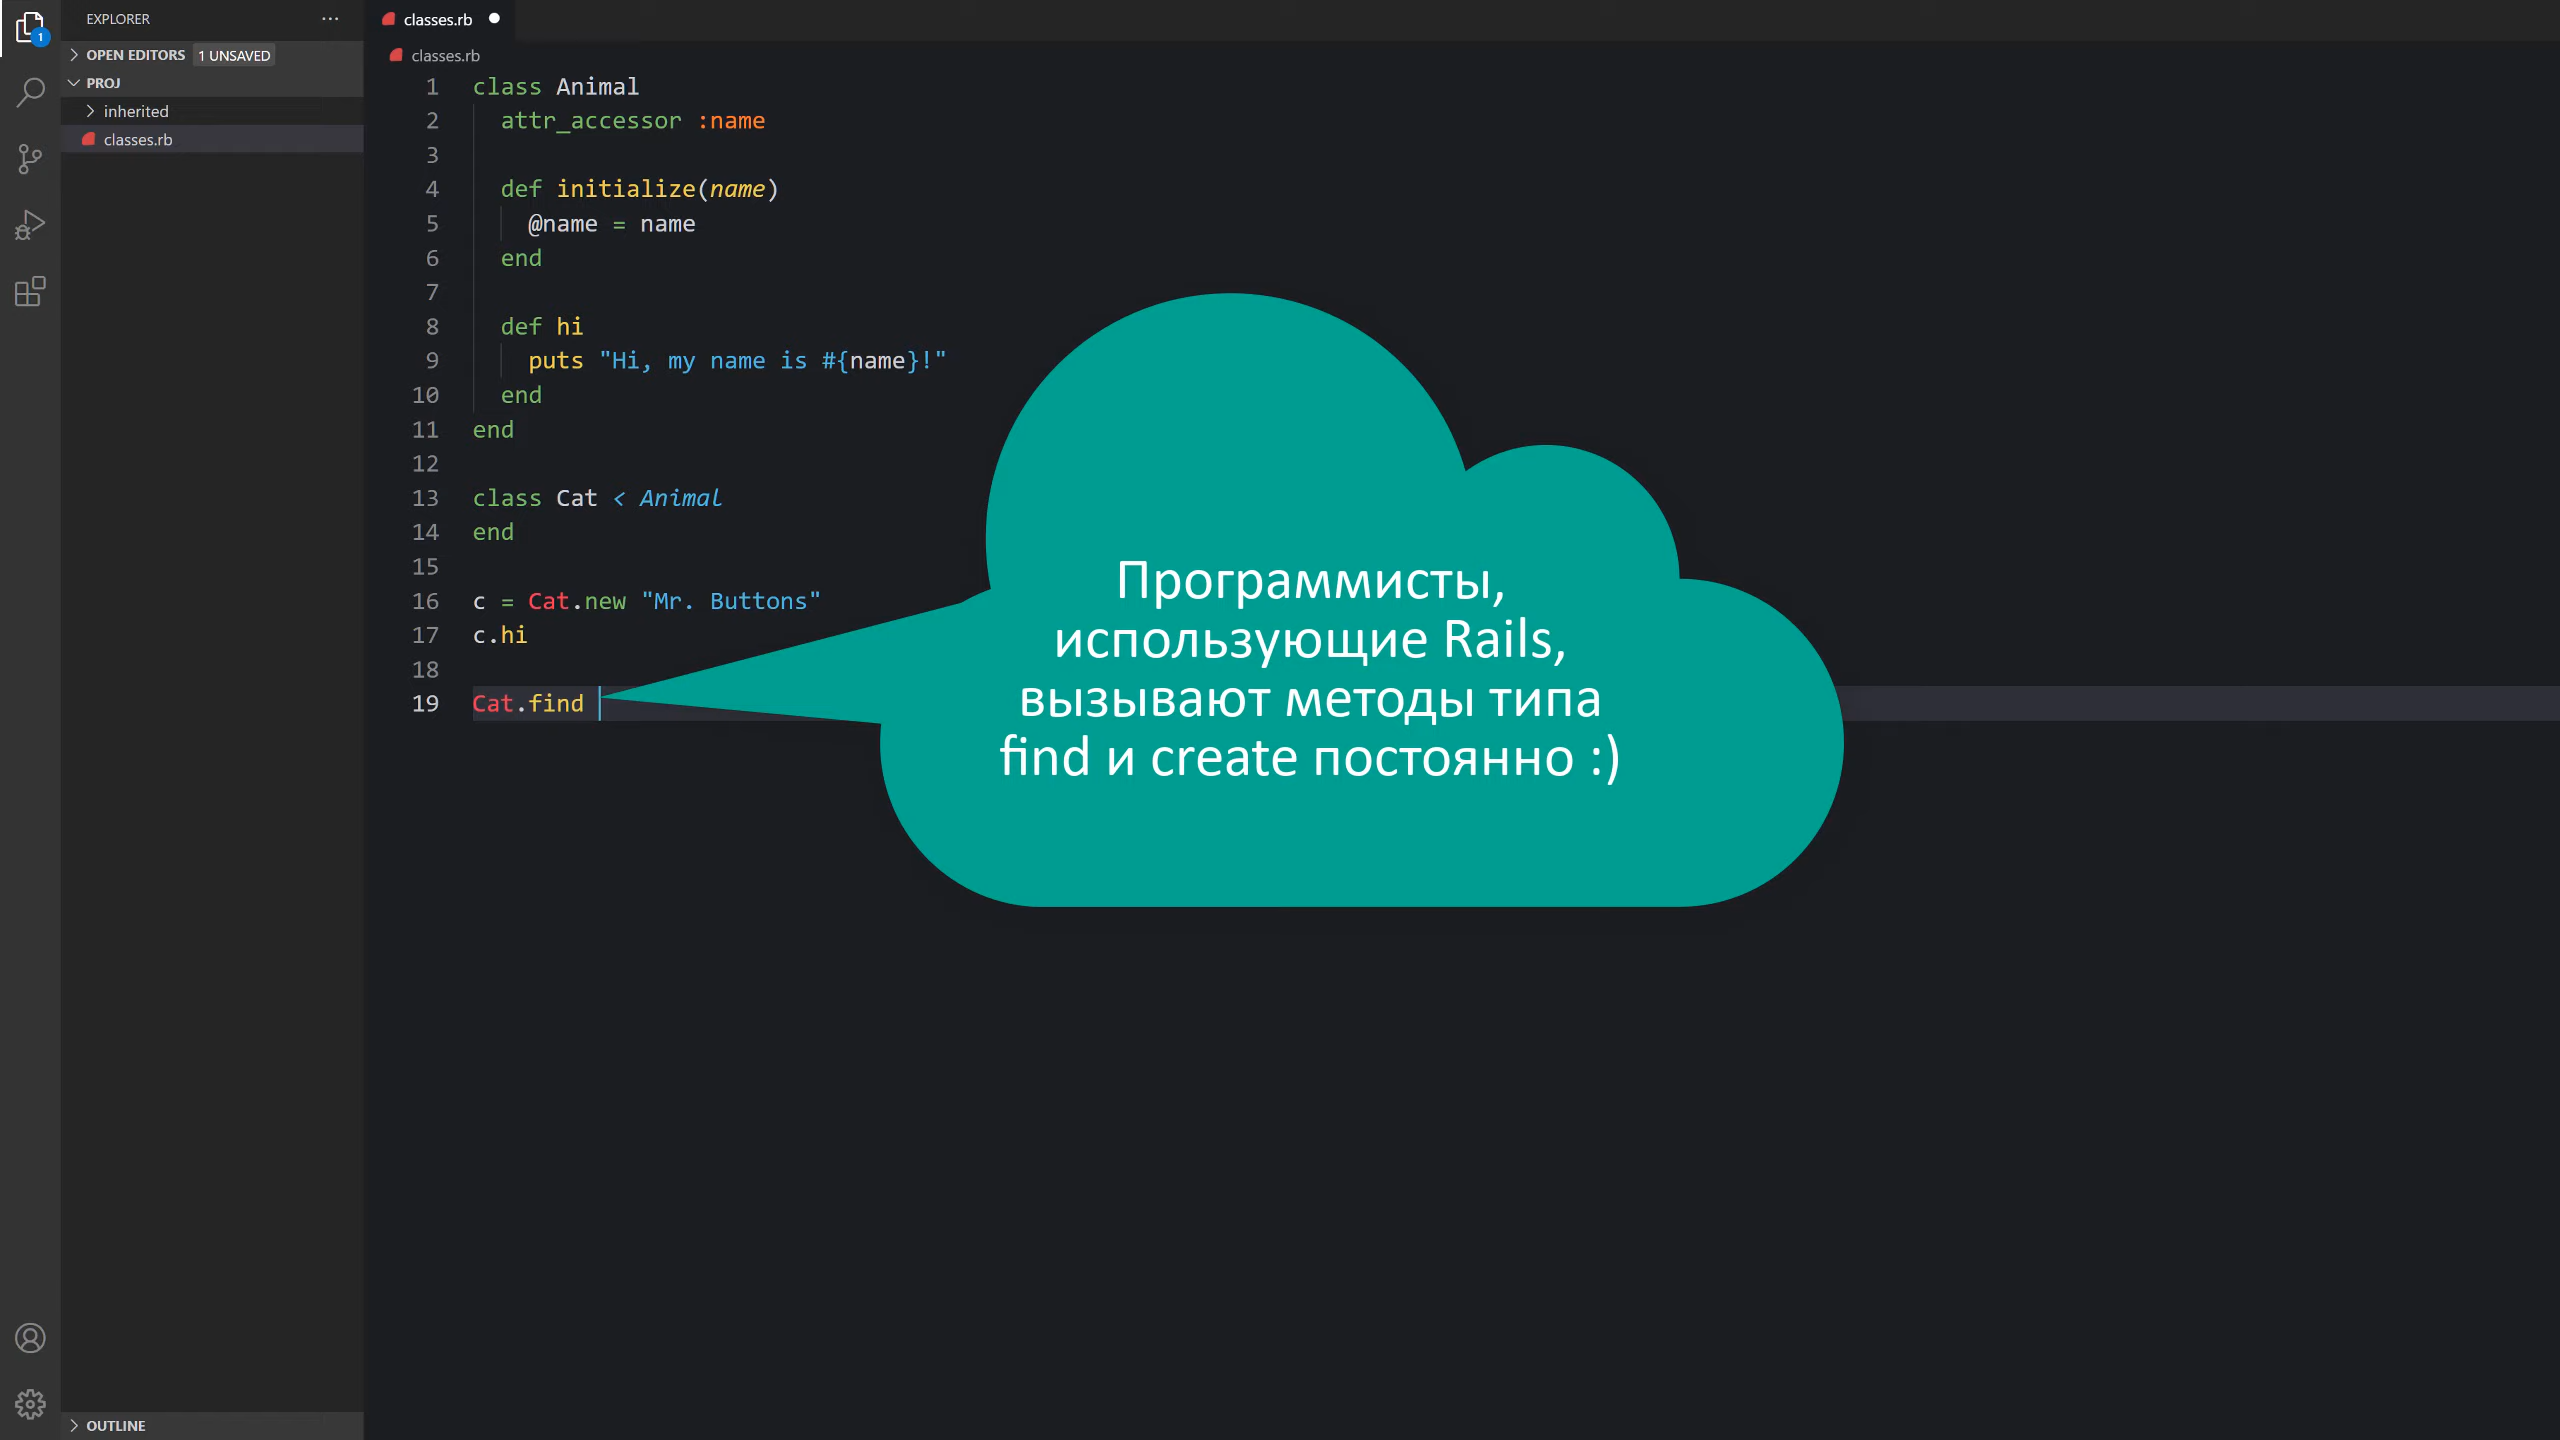 EXPLORER
OPEN EDITORS 1 UNSAVED
PROJ
inherited
classes.rb
OUTLINE
1
classes.rb
classes.rb
1 class Animal
2 attr_accessor :name
3
4 def initialize(name)
5 @name = name
6 end
7
8 def hi
9 puts "Hi, my name is #{name}!"
10 end
11 end
12
13 class Cat < Animal
14 end
15
16 c = Cat.new "Mr. Buttons"
17 c.hi
18
19 Cat.find
Программисты,
использующие Rails,
вызывают методы типа
find и create постоянно :)